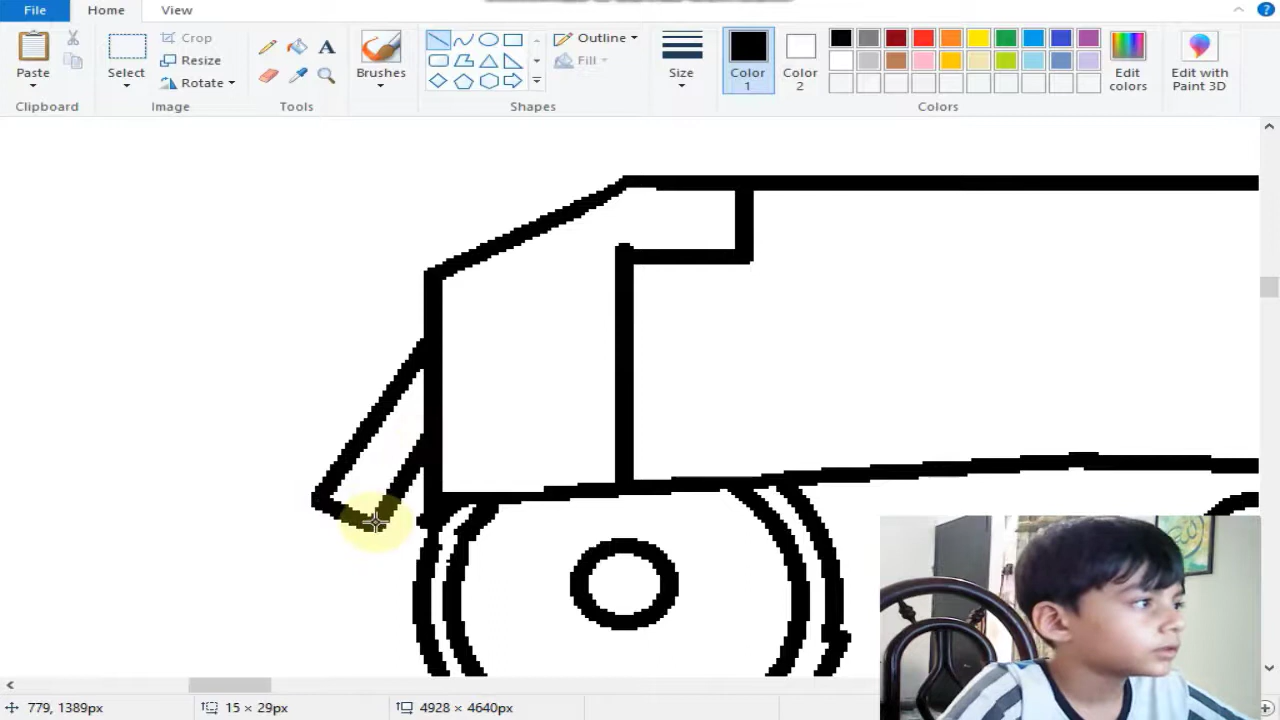 File Home View
Paste
Clipboard
Select
Crop
Resize
Rotate
Image
Tools
Brushes
Outline
Fill
Shapes
Size
Color 1
Color 2
Colors
Edit colors
Edit with Paint 3D
779, 1389px 15 × 29px 4928 × 4640px